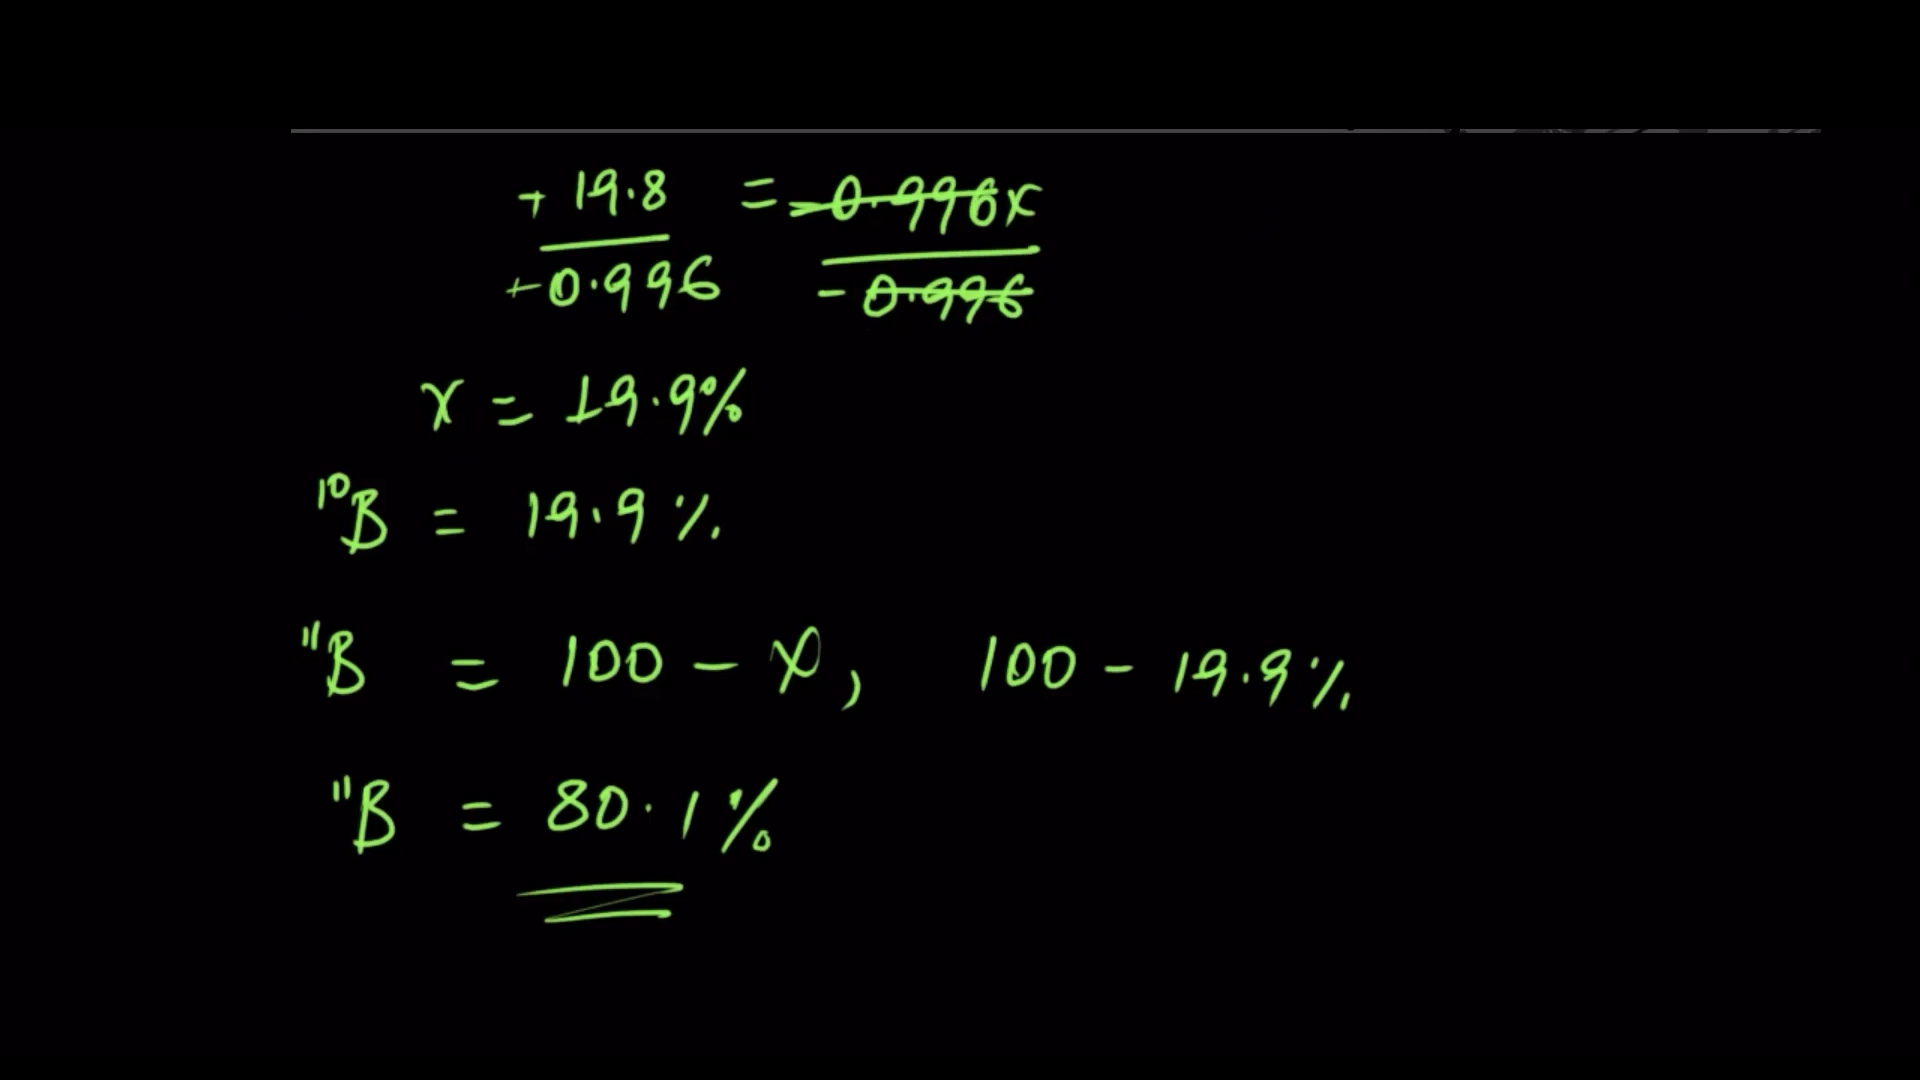 + 19.8 = -0.996x
+0.996 - 0.996
x = 19.9%
¹⁰B = 19.9%
¹¹B = 100 - x, 100 - 19.9%
¹¹B = 80.1%